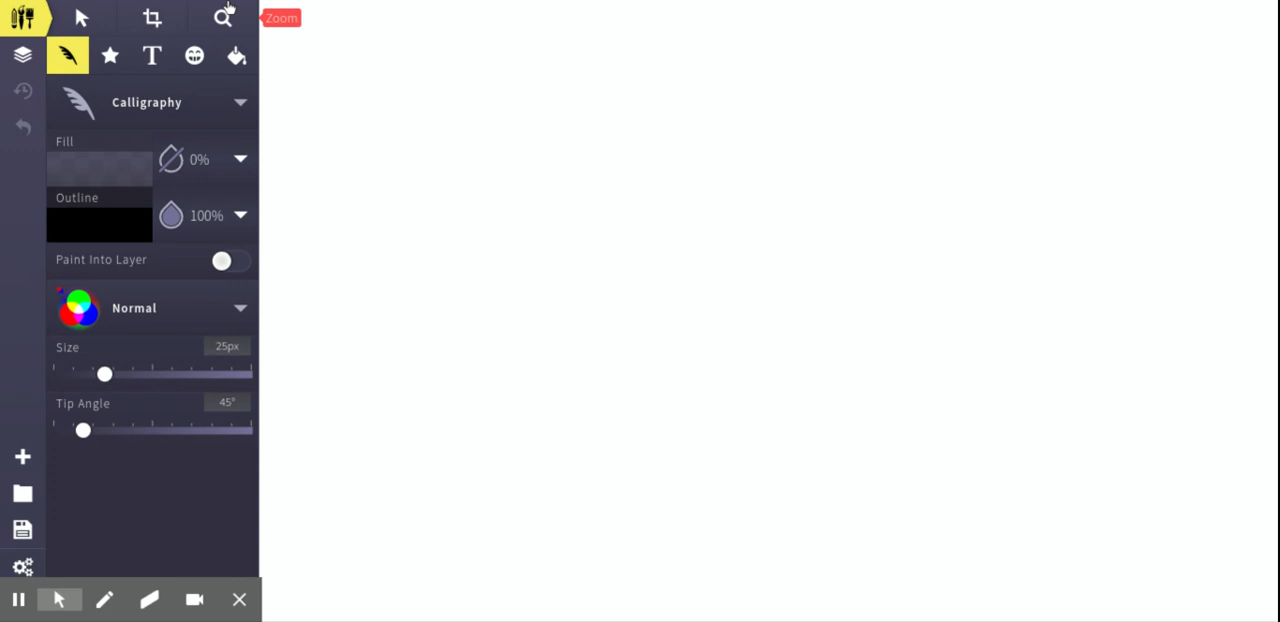 Zoom
T
Calligraphy
Fill
0%
Outline
100%
Paint Into Layer
Normal
Size 25px
Tip Angle 45°